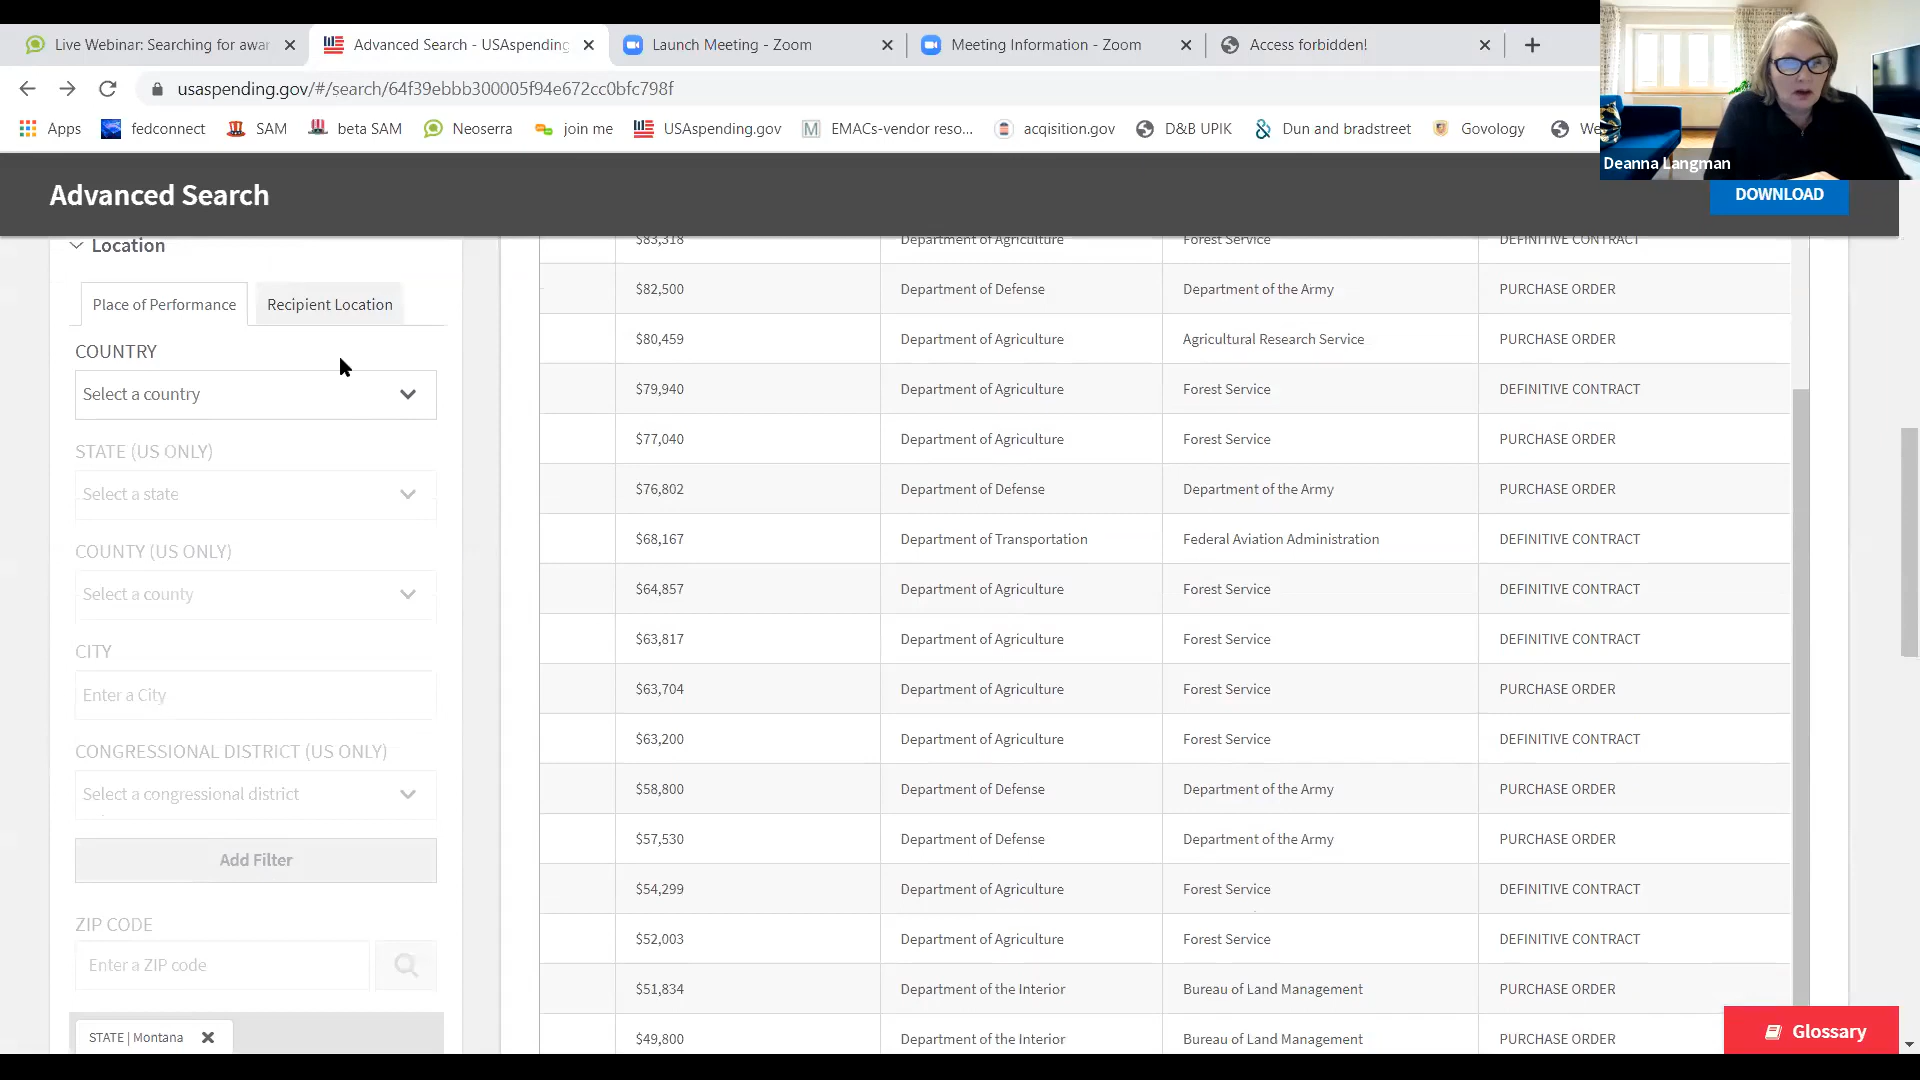 Live Webinar: Searching for awar
Advanced Search - USAspending
Launch Meeting - Zoom
Meeting Information - Zoom
Access forbidden!
usaspending.gov/#/search/64f39ebbb300005f94e672cc0bfc798f
Apps
fedconnect
SAM
beta SAM
Neoserra
join me
USAspending.gov
EMACs-vendor reso...
acqisition.gov
D&B UPIK
Dun and bradstreet
Govology
We
Deanna Langman
Advanced Search
DOWNLOAD
Location
Place of Performance
Recipient Location
COUNTRY
Select a country
STATE (US ONLY)
Select a state
COUNTY (US ONLY)
Select a county
CITY
Enter a City
CONGRESSIONAL DISTRICT (US ONLY)
Select a congressional district
Add Filter
ZIP CODE
Enter a ZIP code
STATE | Montana
$83,318 Department of Agriculture Forest Service DEFINITIVE CONTRACT
$82,500 Department of Defense Department of the Army PURCHASE ORDER
$80,459 Department of Agriculture Agricultural Research Service PURCHASE ORDER
$79,940 Department of Agriculture Forest Service DEFINITIVE CONTRACT
$77,040 Department of Agriculture Forest Service PURCHASE ORDER
$76,802 Department of Defense Department of the Army PURCHASE ORDER
$68,167 Department of Transportation Federal Aviation Administration DEFINITIVE CONTRACT
$64,857 Department of Agriculture Forest Service DEFINITIVE CONTRACT
$63,817 Department of Agriculture Forest Service DEFINITIVE CONTRACT
$63,704 Department of Agriculture Forest Service PURCHASE ORDER
$63,200 Department of Agriculture Forest Service DEFINITIVE CONTRACT
$58,800 Department of Defense Department of the Army PURCHASE ORDER
$57,530 Department of Defense Department of the Army PURCHASE ORDER
$54,299 Department of Agriculture Forest Service DEFINITIVE CONTRACT
$52,003 Department of Agriculture Forest Service DEFINITIVE CONTRACT
$51,834 Department of the Interior Bureau of Land Management PURCHASE ORDER
$49,800 Department of the Interior Bureau of Land Management PURCHASE ORDER
Glossary